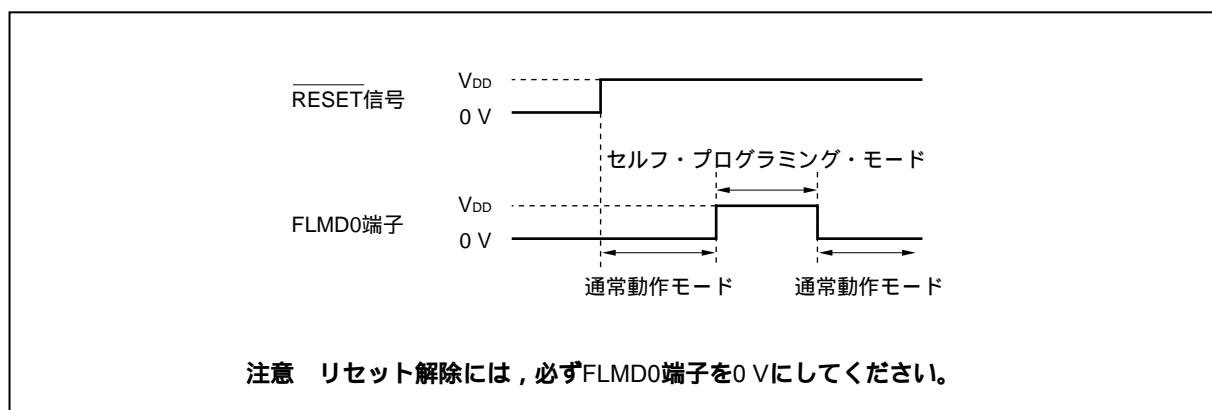 VDD
RESET信号
0 V
セルフ・プログラミング・モード
VDD
FLMD0端子
0 V
通常動作モード 通常動作モード
注意 リセット解除には，必ずFLMD0端子を0 Vにしてください。